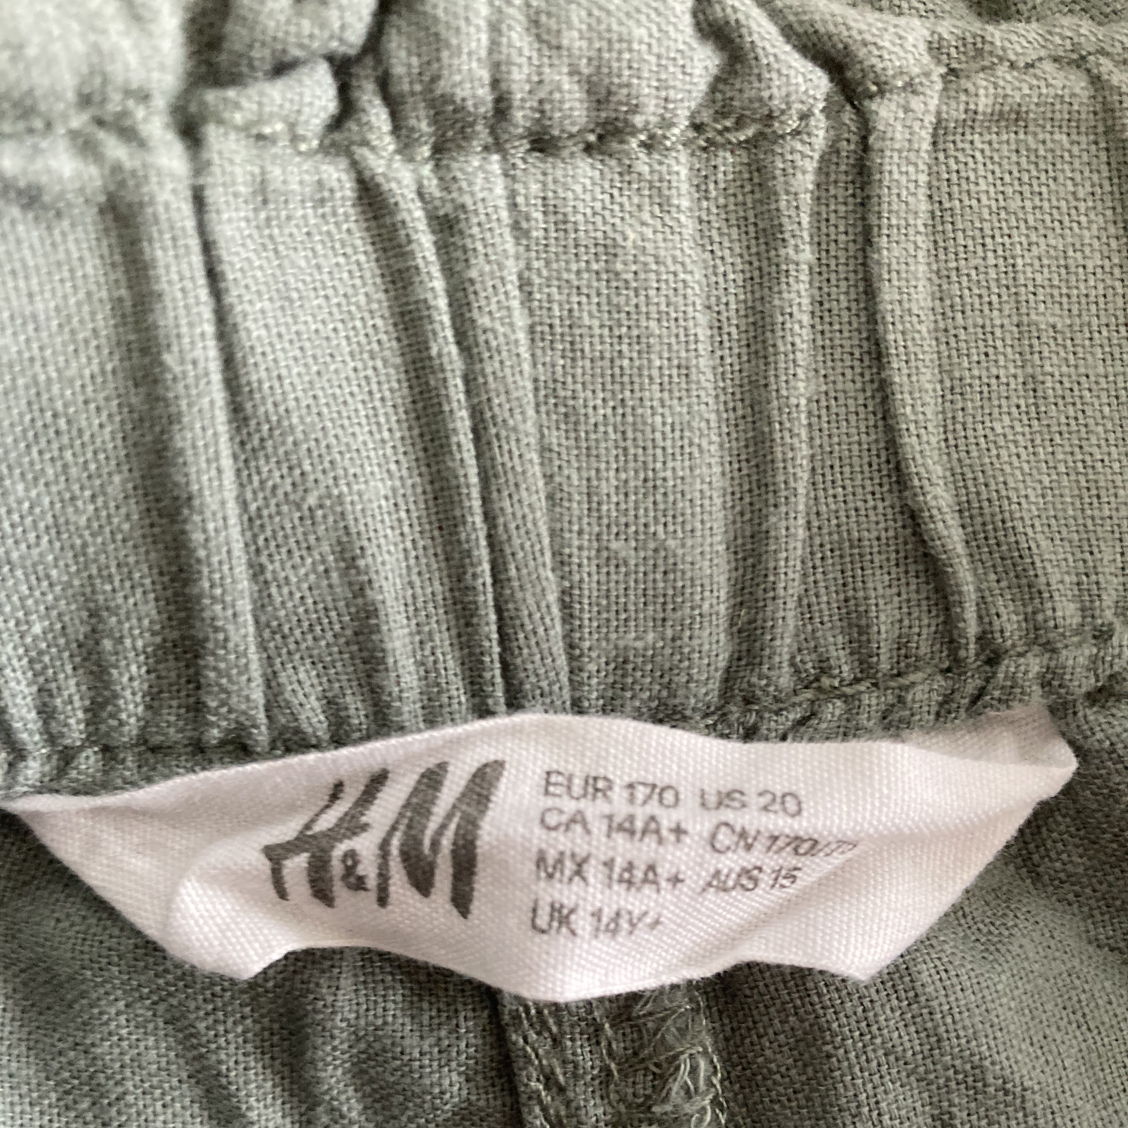 H&M
EUR 170 US 20
CA 14A+ CN 170/
MX 14A+ AUS 15
UK 14Y+